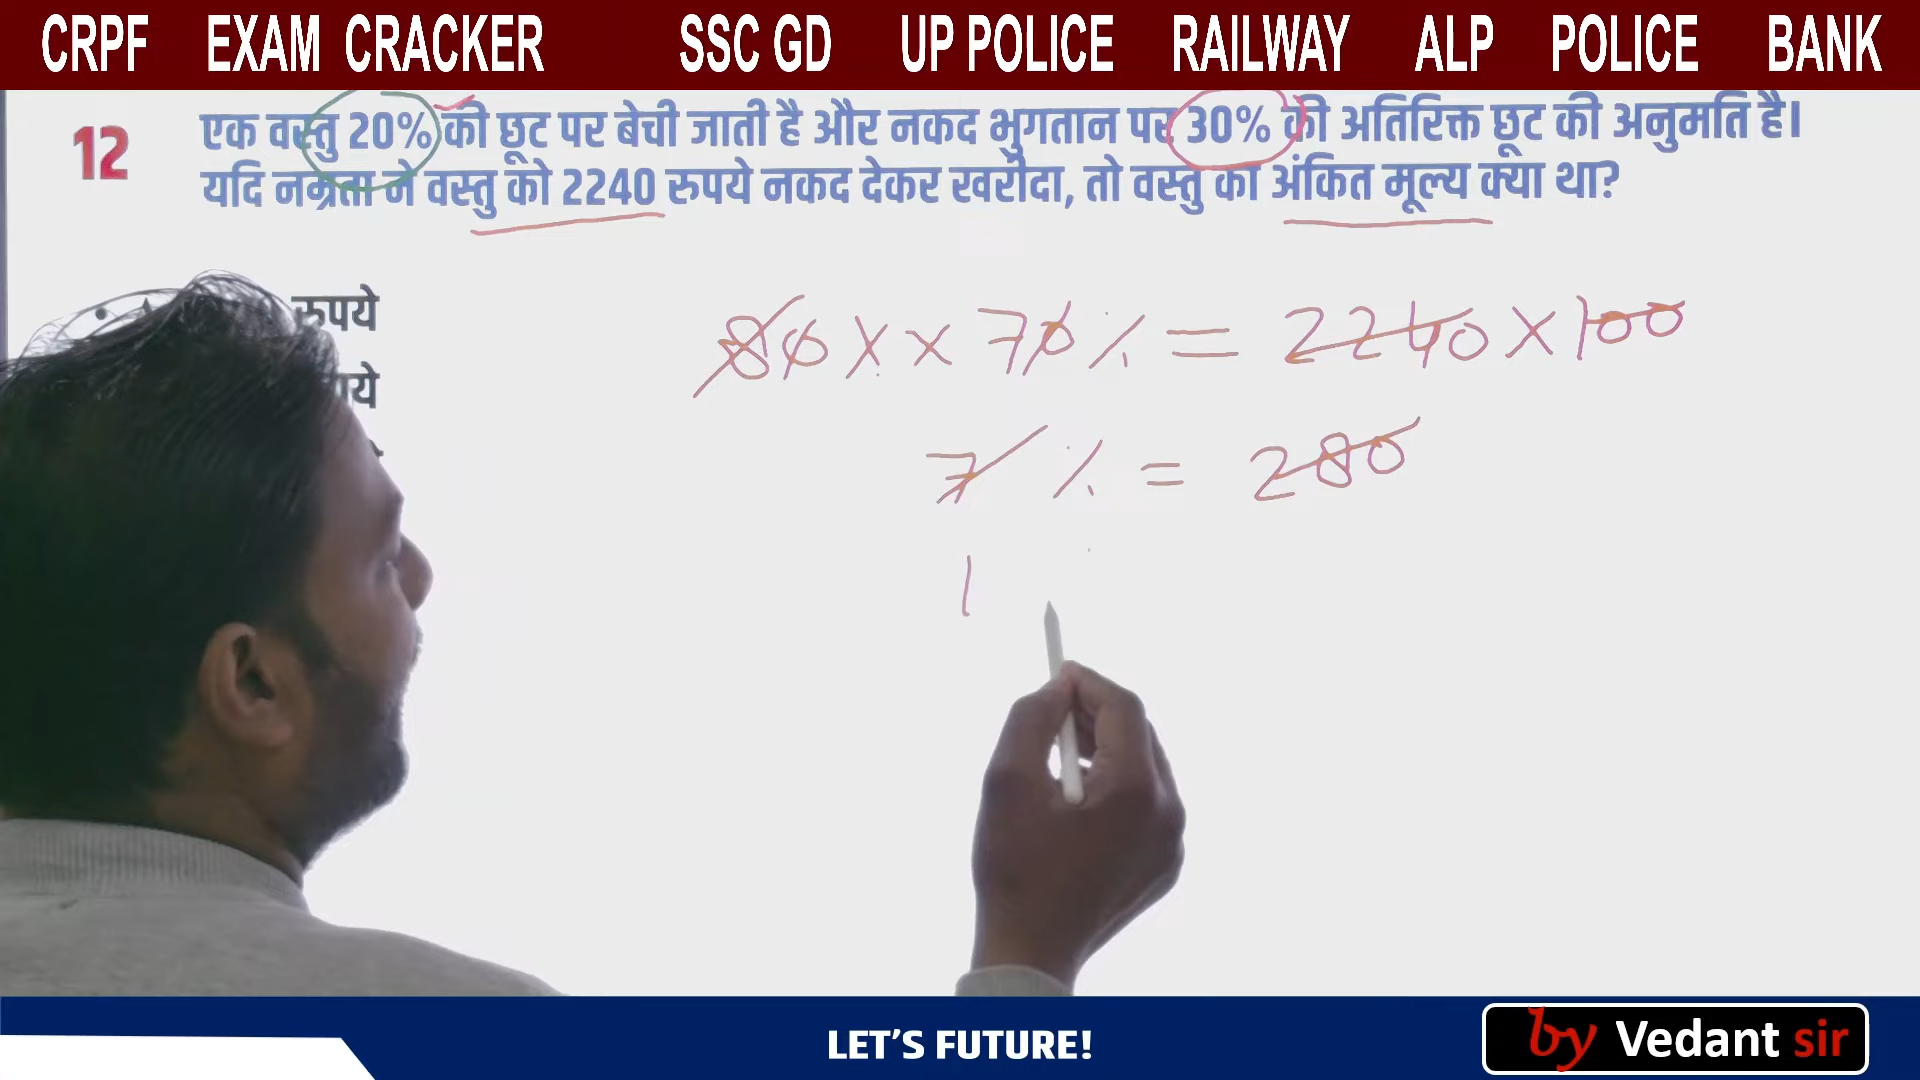 CRPF EXAM CRACKER SSC GD UP POLICE RAILWAY ALP POLICE BANK
12 एक वस्तु 20% की छूट पर बेची जाती है और नकद भुगतान पर 30% की अतिरिक्त छूट की अनुमति है।
यदि नम्रता ने वस्तु को 2240 रुपये नकद देकर खरीदा, तो वस्तु का अंकित मूल्य क्या था?
रुपये
80 % × 70 % = 2240 × 100
7 % = 280
1
LET'S FUTURE!
by Vedant sir